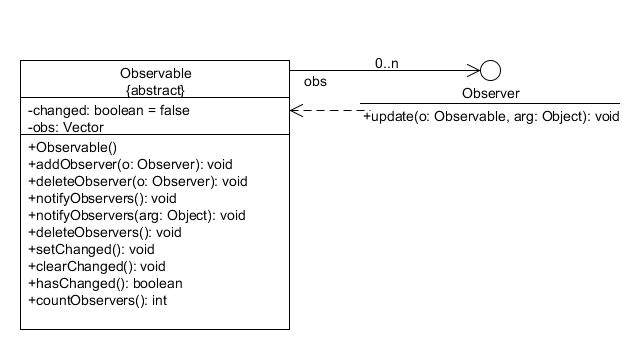 Observable
{abstract}
-changed: boolean = false
-obs: Vector
+Observable()
+addObserver(o: Observer): void
+deleteObserver(o: Observer): void
+notifyObservers(): void
+notifyObservers(arg: Object): void
+deleteObservers(): void
+setChanged(): void
+clearChanged(): void
+hasChanged(): boolean
+countObservers(): int
0..n
obs
Observer
+update(o: Observable, arg: Object): void